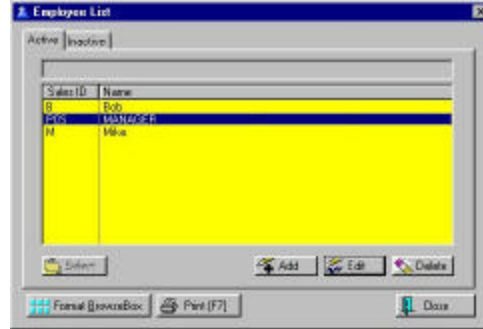 Employee List
Active Inactive
Sales ID Name
B Bob
POS MANAGER
M Mike
Select Add Edit Delete
Format BrowseBox Print (F7) Close